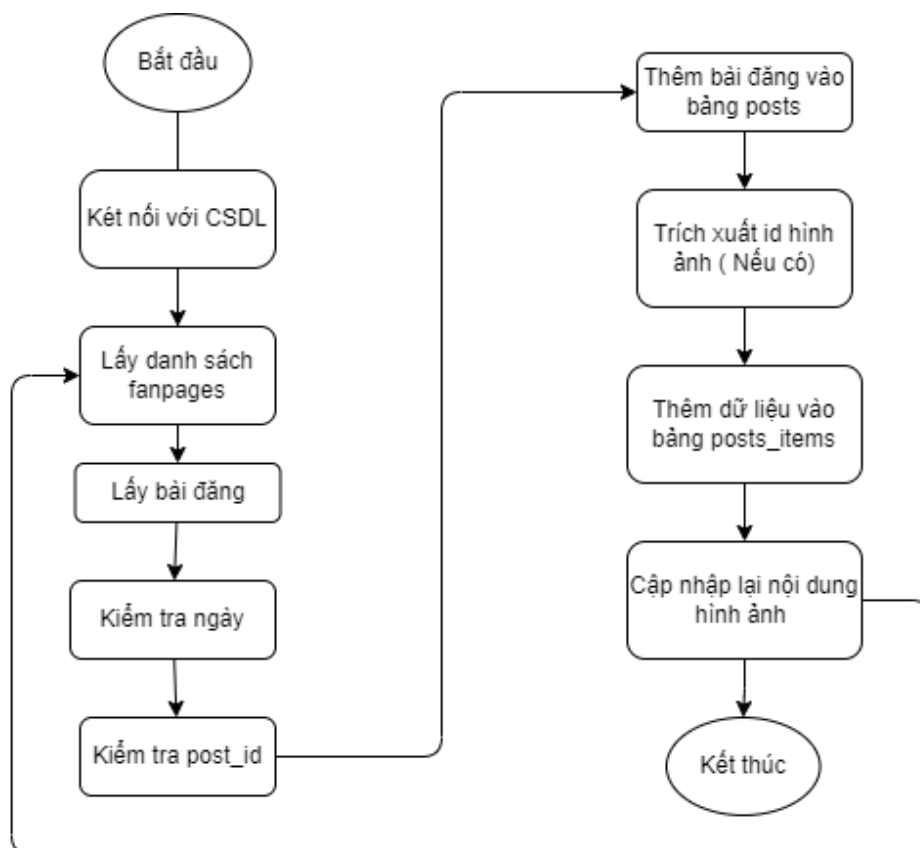 Bắt đầu
Két nối với CSDL
Lấy danh sách
fanpages
Lấy bài đăng
Kiểm tra ngày
Kiểm tra post_id
Thêm bài đăng vào
bảng posts
Trích xuất id hình
ảnh ( Nếu có)
Thêm dữ liệu vào
bảng posts_items
Cập nhập lại nội dung
hình ảnh
Kết thúc